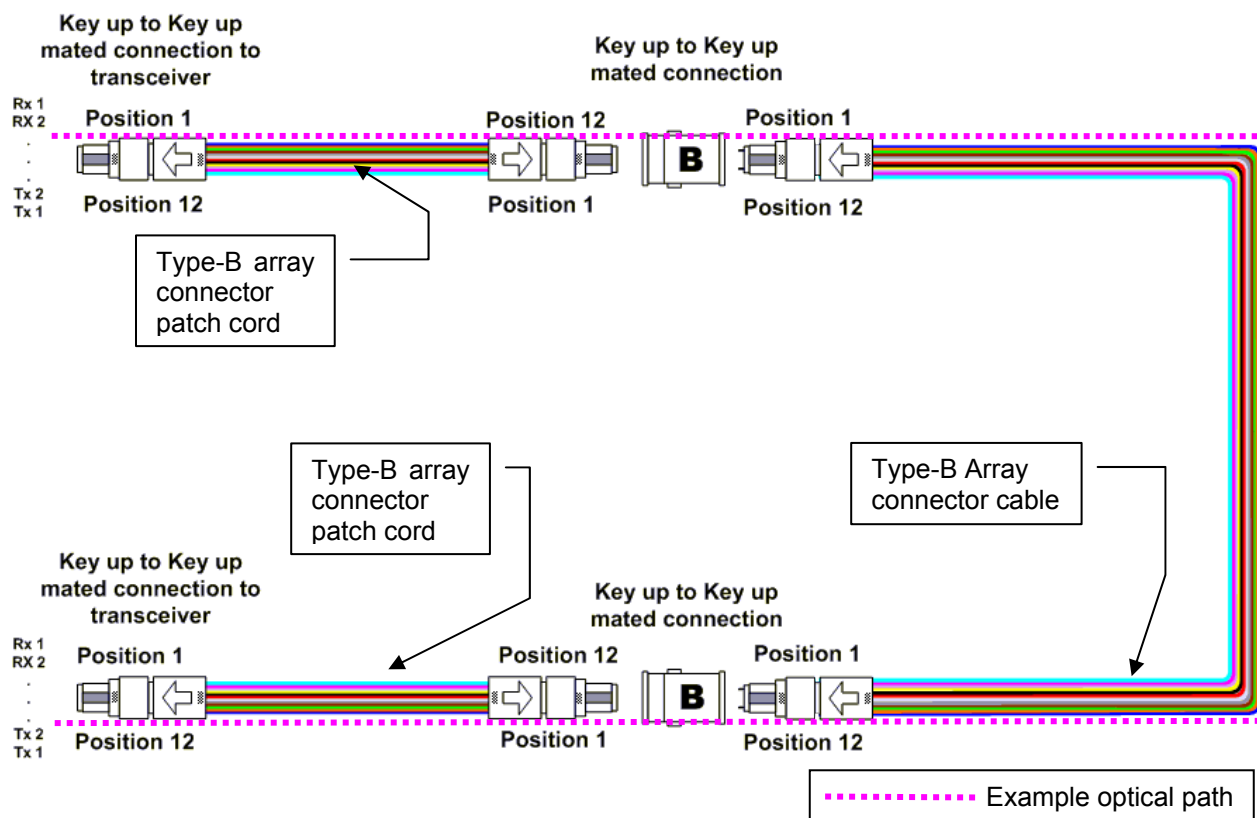 Key up to Key up
mated connection to
transceiver
Key up to Key up
mated connection
Rx 1
RX 2
.
.
.
Tx 2
Tx 1
Position 1
Position 12
Position 1
Position 12
Position 1
B
Position 12
Type-B array
connector
patch cord
Type-B array
connector
patch cord
Type-B Array
connector cable
Key up to Key up
mated connection to
transceiver
Key up to Key up
mated connection
Rx 1
RX 2
.
.
.
Tx 2
Tx 1
Position 1
Position 12
Position 1
B
Position 12
Position 1
Position 12
Example optical path